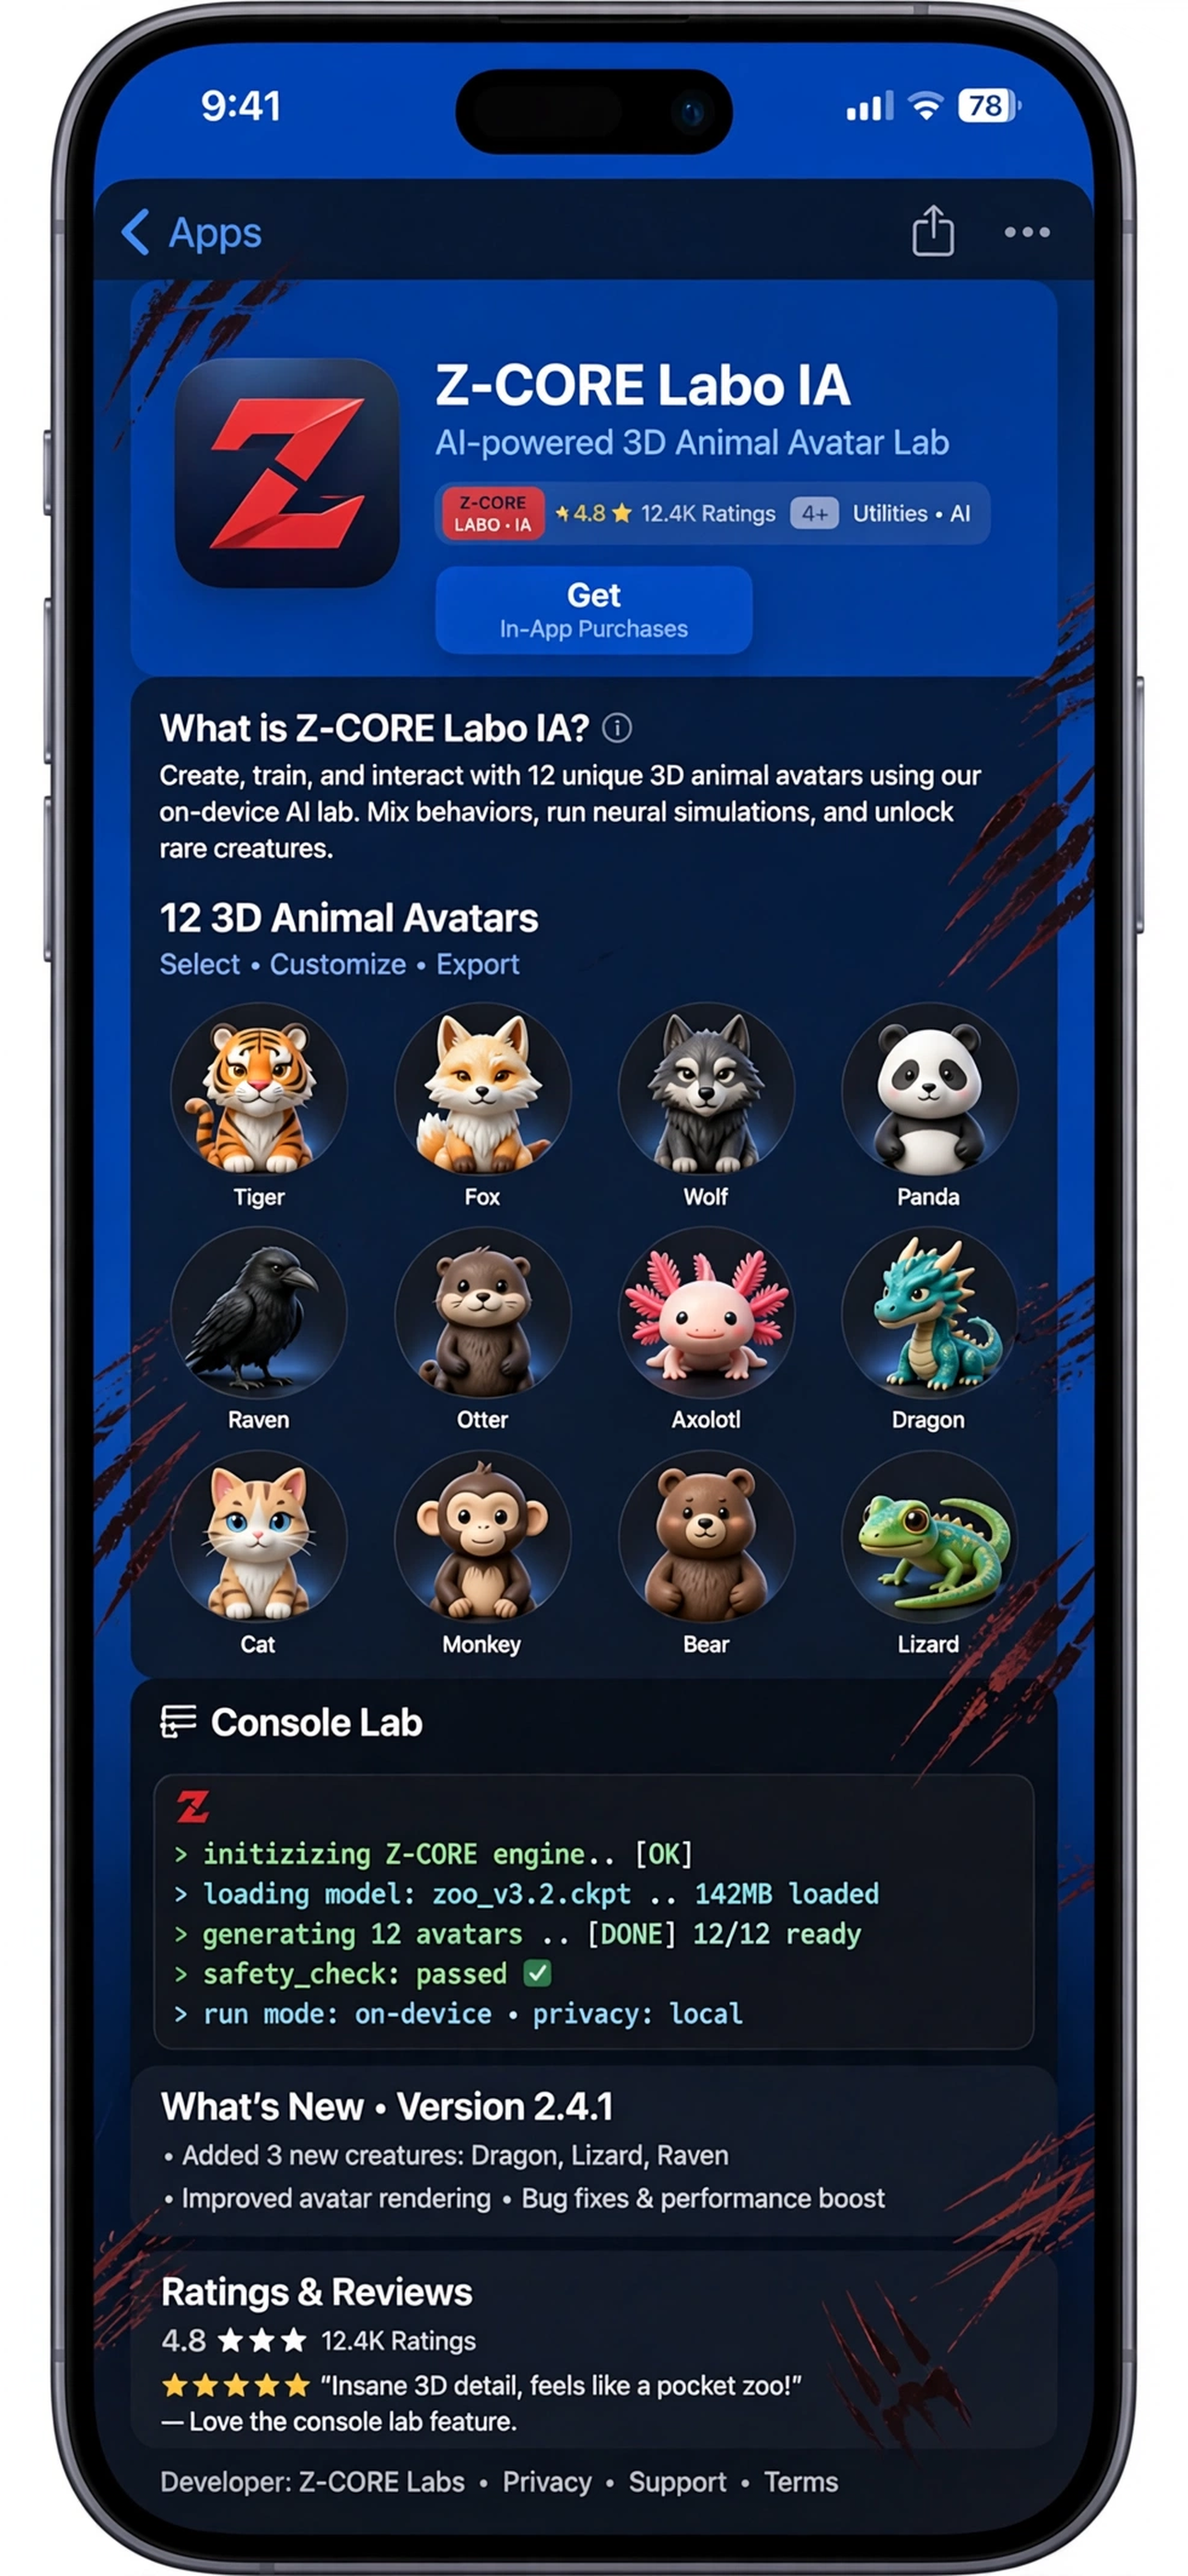 9:41
78
Apps
Z-CORE Labo IA
AI-powered 3D Animal Avatar Lab
Z-CORE
LABO • IA
4.8 ★ 12.4K Ratings 4+ Utilities • AI
Get
In-App Purchases
What is Z-CORE Labo IA? ⓘ
Create, train, and interact with 12 unique 3D animal avatars using our
on-device AI lab. Mix behaviors, run neural simulations, and unlock
rare creatures.
12 3D Animal Avatars
Select • Customize • Export
Tiger Fox Wolf Panda
Raven Otter Axolotl Dragon
Cat Monkey Bear Lizard
Console Lab
Z
> initizizing Z-CORE engine.. [OK]
> loading model: zoo_v3.2.ckpt .. 142MB loaded
> generating 12 avatars .. [DONE] 12/12 ready
> safety_check: passed ✅
> run mode: on-device • privacy: local
What's New • Version 2.4.1
• Added 3 new creatures: Dragon, Lizard, Raven
• Improved avatar rendering • Bug fixes & performance boost
Ratings & Reviews
4.8 ★★★ 12.4K Ratings
★★★★★ “Insane 3D detail, feels like a pocket zoo!”
— Love the console lab feature.
Developer: Z-CORE Labs • Privacy • Support • Terms